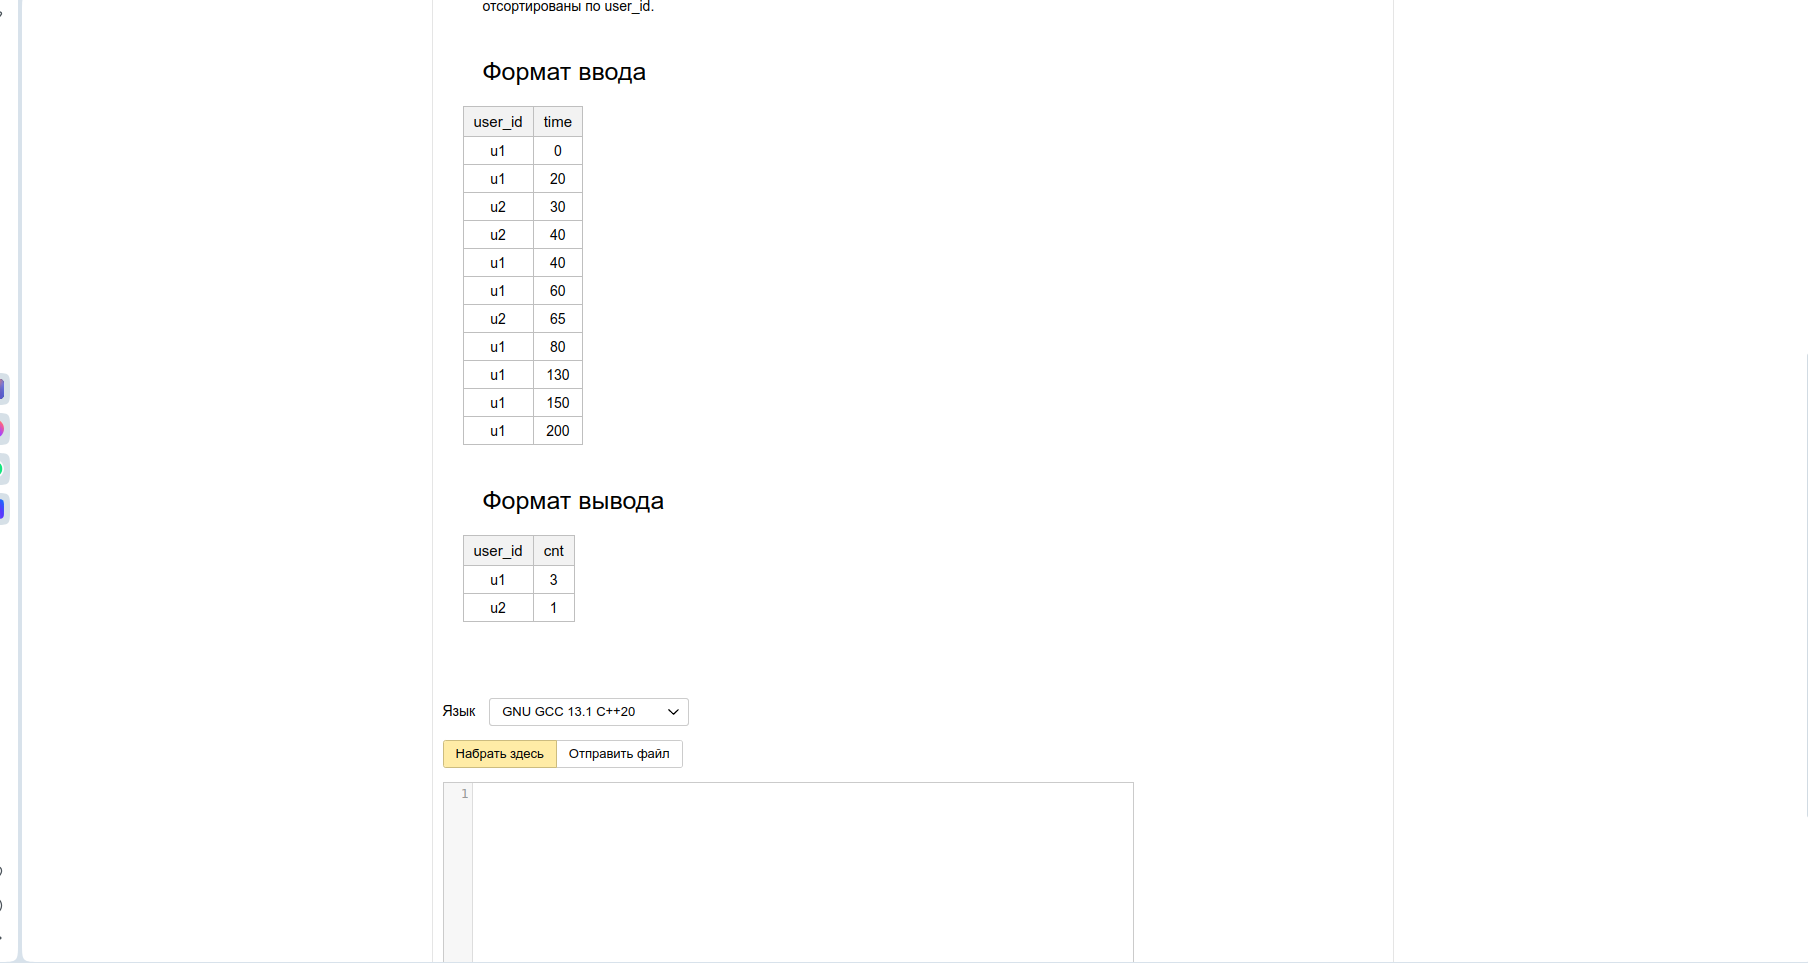 отсортированы по user_id.
Формат ввода
user_id time
u1 0
u1 20
u2 30
u2 40
u1 40
u1 60
u2 65
u1 80
u1 130
u1 150
u1 200
Формат вывода
user_id cnt
u1 3
u2 1
Язык GNU GCC 13.1 C++20
Набрать здесь Отправить файл
1